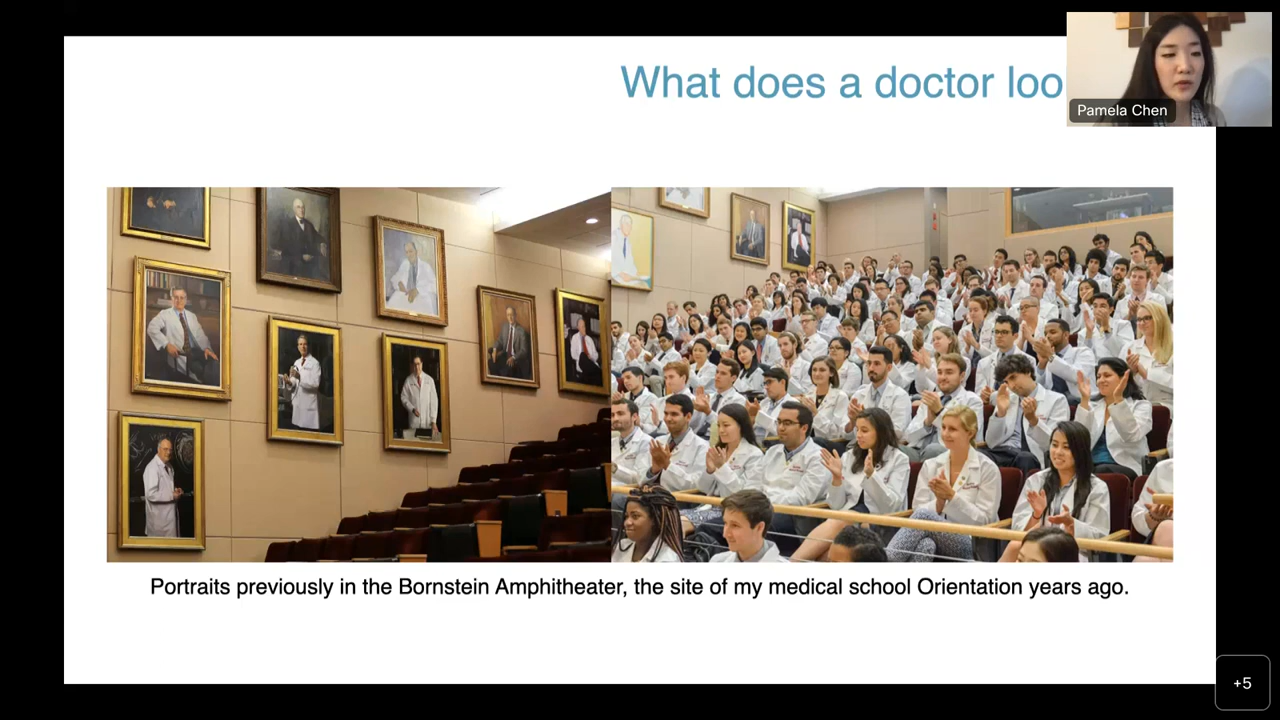 What does a doctor loo
Pamela Chen
Portraits previously in the Bornstein Amphitheater, the site of my medical school Orientation years ago.
+5